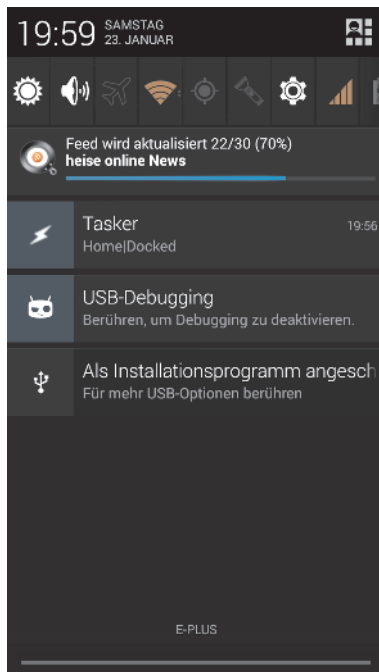 19:59 SAMSTAG
23. JANUAR
Feed wird aktualisiert 22/30 (70%)
heise online News
Tasker 19:56
Home|Docked
USB-Debugging
Berühren, um Debugging zu deaktivieren.
Als Installationsprogramm angesch
Für mehr USB-Optionen berühren
E-PLUS